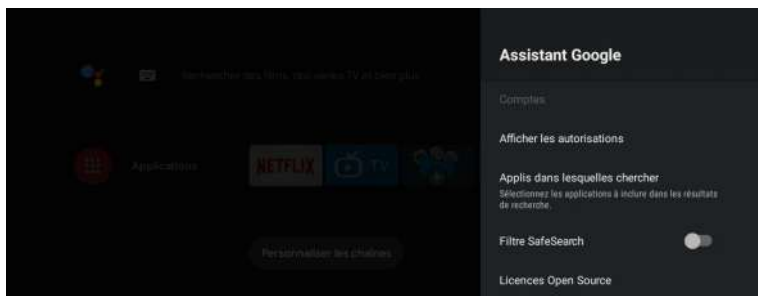 Assistant Google
Comptes
Afficher les autorisations
Applis dans lesquelles chercher
Sélectionnez les applications à inclure dans les résultats
de recherche.
Filtre SafeSearch
Licences Open Source
Rechercher des films, des séries TV et bien plus
Applications
NETFLIX
TV
Personnaliser les chaînes